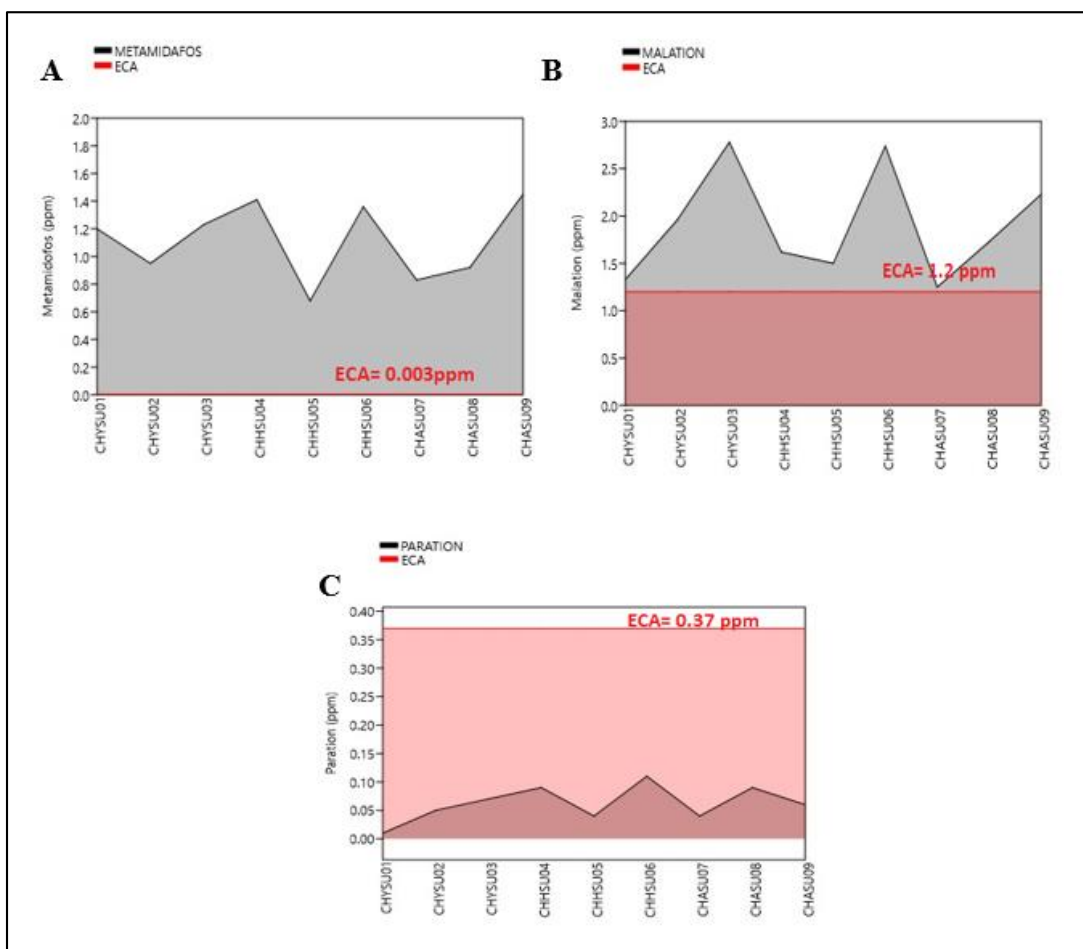 METAMIDAFOS
ECA
A
Metamidofos (ppm)
2.0
1.8
1.6
1.4
1.2
1.0
0.8
0.6
0.4
0.2
0.0
ECA= 0.003ppm
CHYSU01
CHYSU02
CHYSU03
CHHSU04
CHHSU05
CHHSU06
CHASU07
CHASU08
CHASU09
MALATION
ECA
B
Malation (ppm)
3.0
2.5
2.0
1.5
1.0
0.5
0.0
ECA= 1.2 ppm
CHYSU01
CHYSU02
CHYSU03
CHHSU04
CHHSU05
CHHSU06
CHASU07
CHASU08
CHASU09
PARATION
ECA
C
Paration (ppm)
0.40
0.35
0.30
0.25
0.20
0.15
0.10
0.05
0.00
ECA= 0.37 ppm
CHYSU01
CHYSU02
CHYSU03
CHHSU04
CHHSU05
CHHSU06
CHASU07
CHASU08
CHASU09